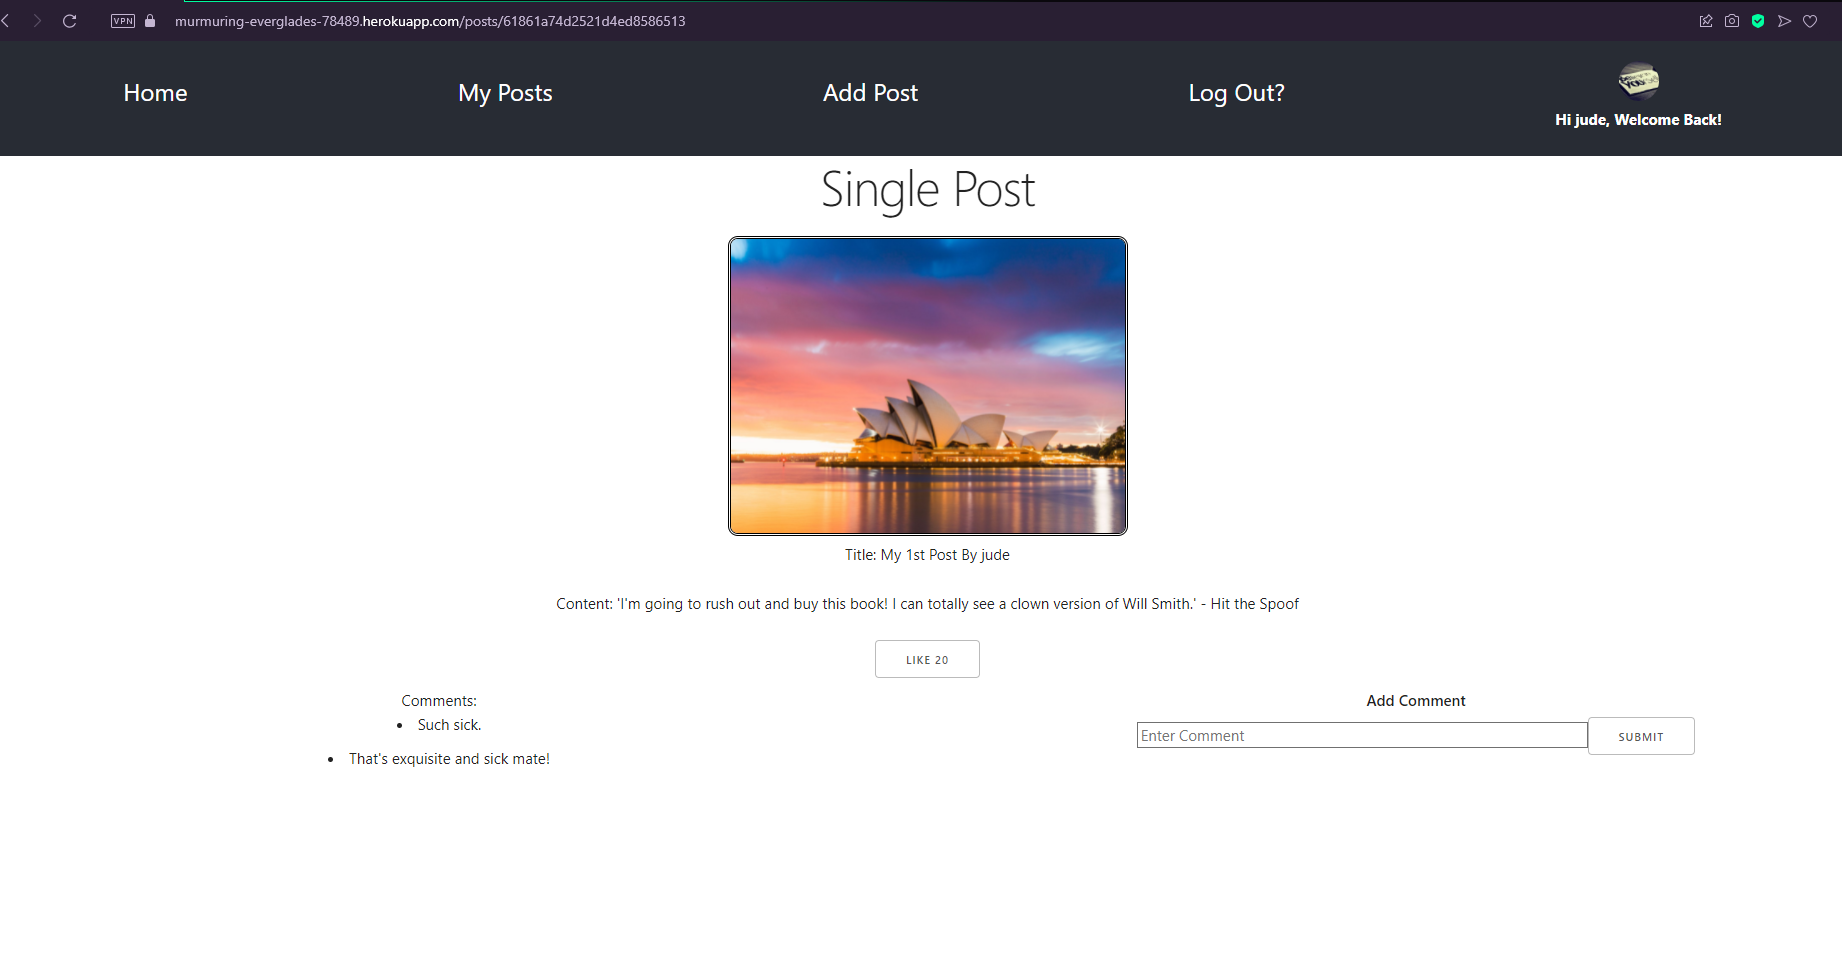 VPN murmuring-everglades-78489.herokuapp.com/posts/61861a74d2521d4ed8586513
Home My Posts Add Post Log Out?
YOU
Hi jude, Welcome Back!
Single Post
Title: My 1st Post By jude
Content: 'I'm going to rush out and buy this book! I can totally see a clown version of Will Smith.' - Hit the Spoof
LIKE 20
Comments:
• Such sick.
• That's exquisite and sick mate!
Add Comment
Enter Comment SUBMIT